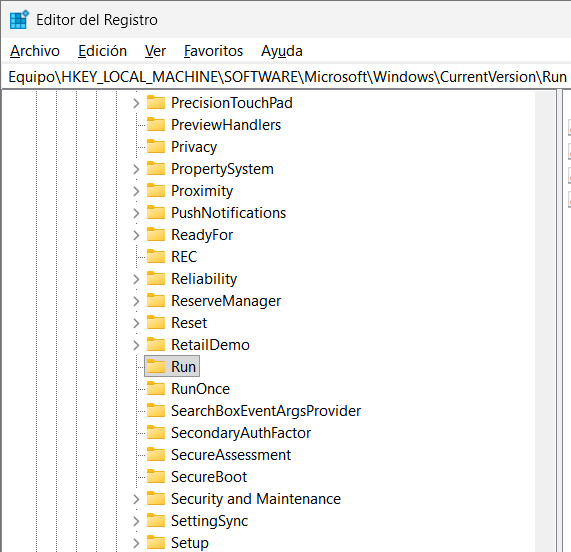 Editor del Registro
Archivo Edición Ver Favoritos Ayuda
Equipo\HKEY_LOCAL_MACHINE\SOFTWARE\Microsoft\Windows\CurrentVersion\Run
PrecisionTouchPad
PreviewHandlers
Privacy
PropertySystem
Proximity
PushNotifications
ReadyFor
REC
Reliability
ReserveManager
Reset
RetailDemo
Run
RunOnce
SearchBoxEventArgsProvider
SecondaryAuthFactor
SecureAssessment
SecureBoot
Security and Maintenance
SettingSync
Setup